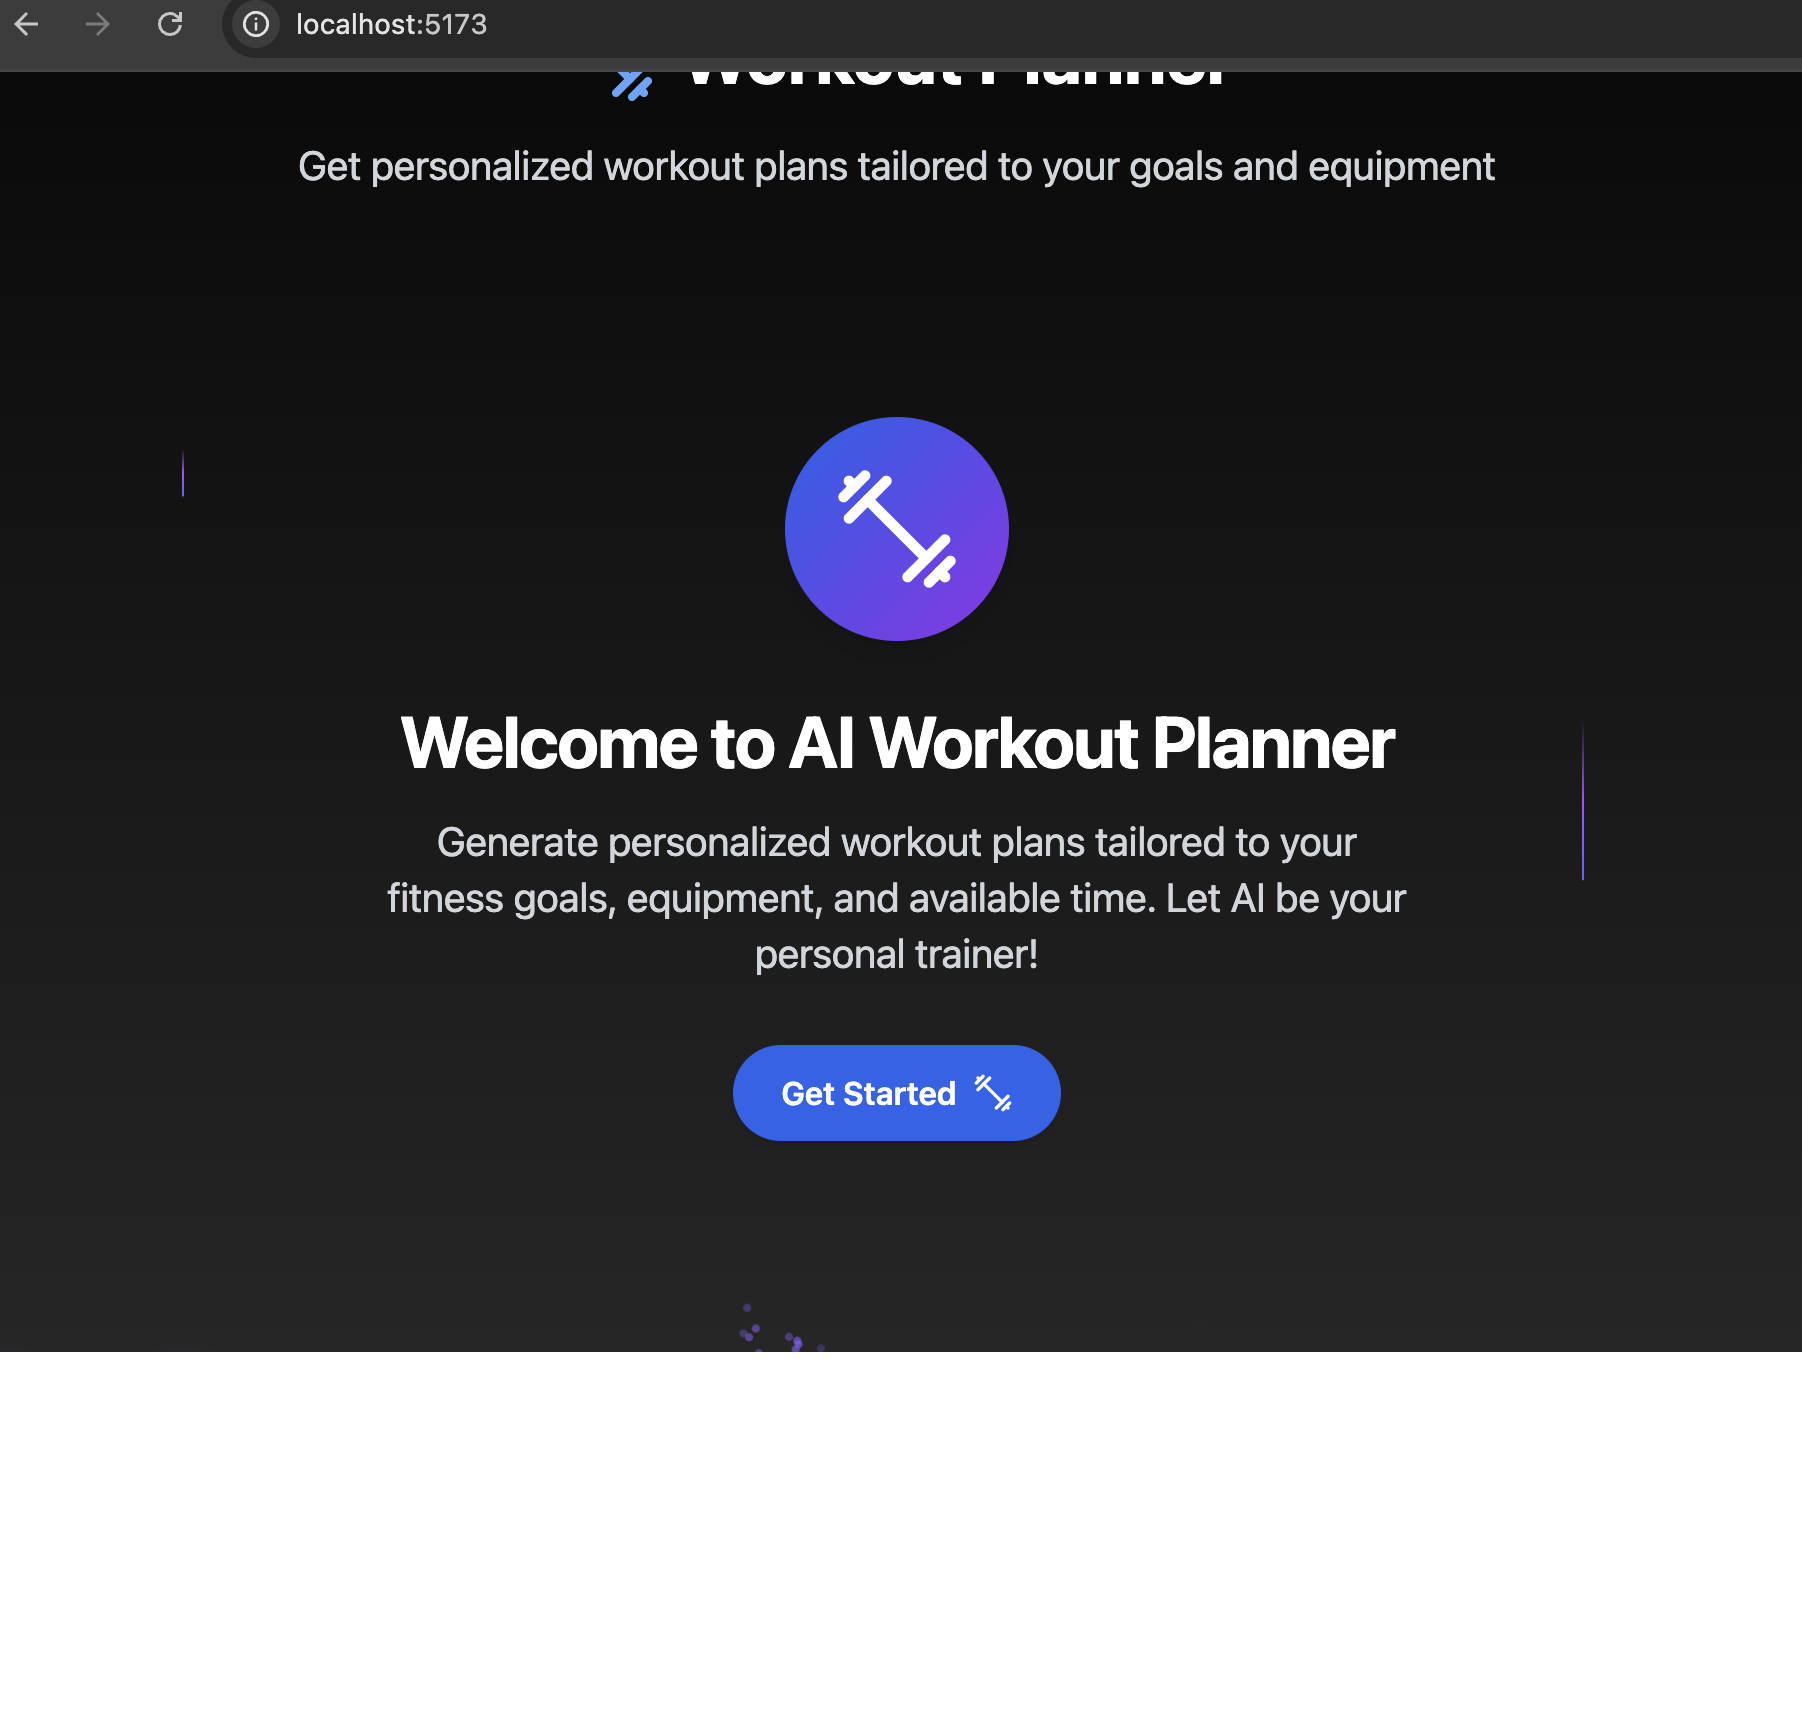 localhost:5173
Workout Planner
Get personalized workout plans tailored to your goals and equipment
Welcome to AI Workout Planner
Generate personalized workout plans tailored to your
fitness goals, equipment, and available time. Let AI be your
personal trainer!
Get Started